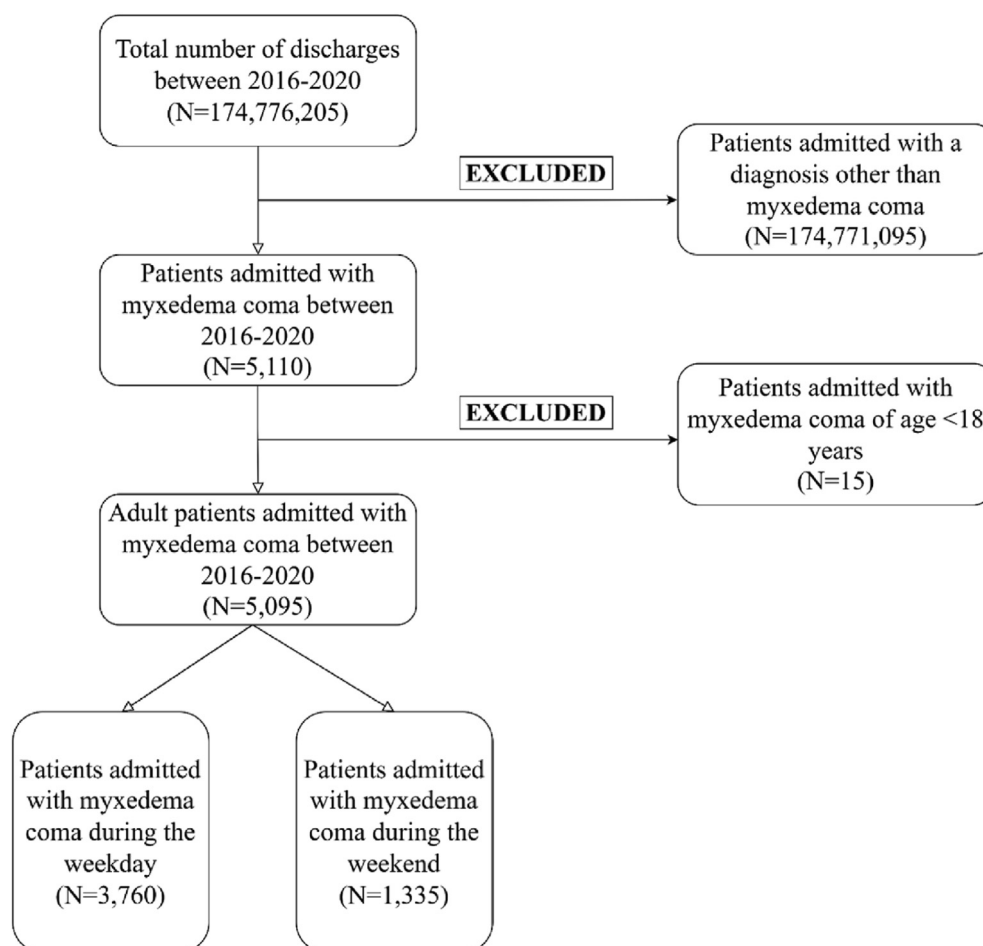 Total number of discharges
between 2016-2020
(N=174,776,205)
EXCLUDED
Patients admitted with a
diagnosis other than
myxedema coma
(N=174,771,095)
Patients admitted with
myxedema coma between
2016-2020
(N=5,110)
EXCLUDED
Patients admitted with
myxedema coma of age <18
years
(N=15)
Adult patients admitted with
myxedema coma between
2016-2020
(N=5,095)
Patients admitted
with myxedema
coma during the
weekday
(N=3,760)
Patients admitted
with myxedema
coma during the
weekend
(N=1,335)